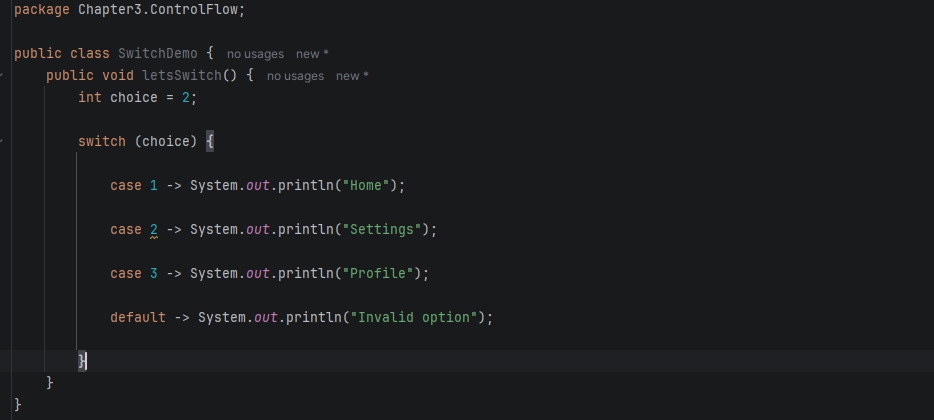 package Chapter3.ControlFlow;
public class SwitchDemo {  no usages  new *
    public void letsSwitch() {  no usages  new *
        int choice = 2;
        switch (choice) {
            case 1 -> System.out.println("Home");
            case 2 -> System.out.println("Settings");
            case 3 -> System.out.println("Profile");
            default -> System.out.println("Invalid option");
        }
    }
}